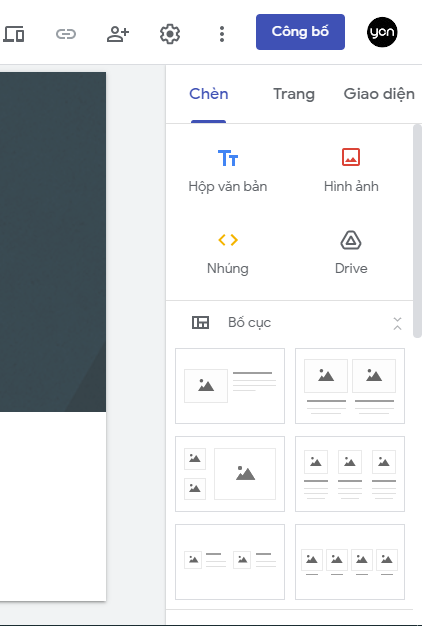 Công bố
yon
Chèn
Trang
Giao diện
Hộp văn bản
Hình ảnh
Nhúng
Drive
Bố cục